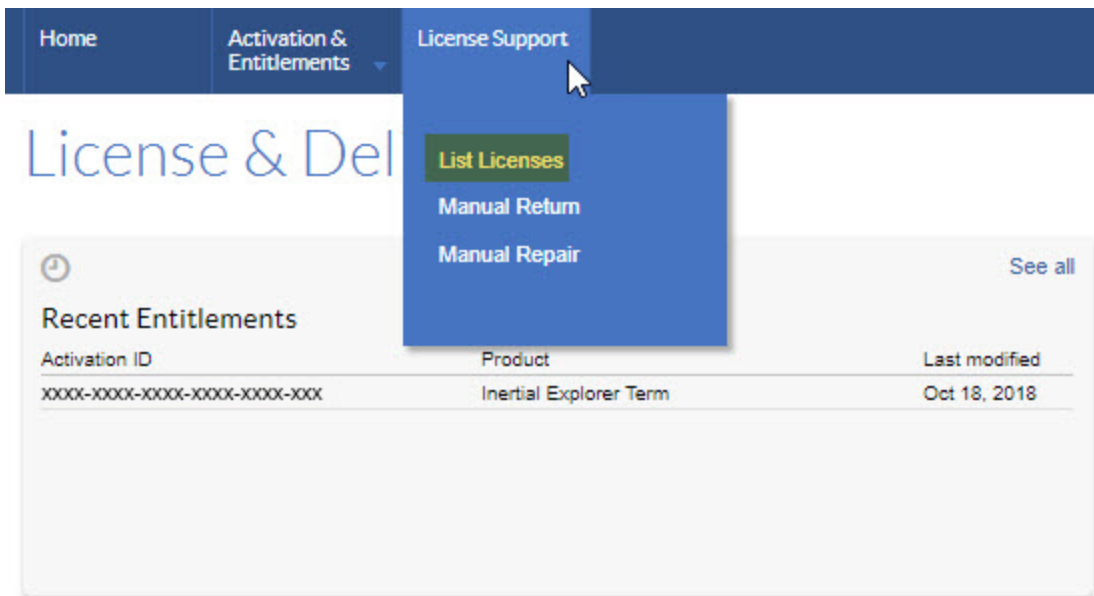 Home
Activation &
Entitlements
License Support
License & Del
List Licenses
Manual Return
Manual Repair
See all
Recent Entitlements
Activation ID Product Last modified
xxxx-xxxx-xxxx-xxxx-xxxx-xxx Inertial Explorer Term Oct 18, 2018